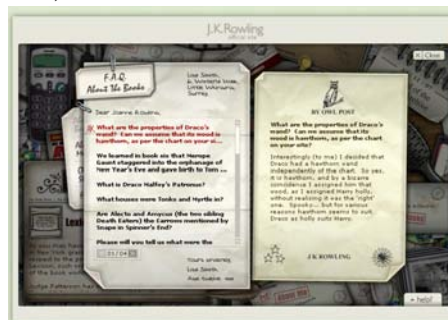 J.K.Rowling
official site
Close
F.A.Q.
About The Books
Lisa Smith,
Little Whinging,
Surrey.
Dear Joanne Rowling,
What are the properties of Draco's
wand? Can we assume that its wood is
hawthorn, as per the chart on your si...
We learned in book six that Merope
Gaunt staggered into the orphanage on
New Year's Eve and gave birth to Tom ...
What is Draco Malfoy's Patronus?
What houses were Tonks and Myrtle in?
Are Alecto and Amycus (the two sibling
Death Eaters) the Carrows mentioned by
Snape in Spinner's End?
Please will you tell us what were the
Yours sincerely
Lisa Smith,
BY OWL POST
What are the properties of Draco's
wand? Can we assume that its wood is
hawthorn, as per the chart on
your site?
Interestingly (to me) I decided that
Draco had a hawthorn wand
independently of the chart. So yes,
it is hawthorn, and by a bizarre
coincidence I assigned him that
wood, as I assigned Harry holly,
without realising it was the 'right'
one. Spooky... but for various
reasons hawthorn seems to suit
Draco as holly suits Harry.
J K ROWLING
About Me
help!